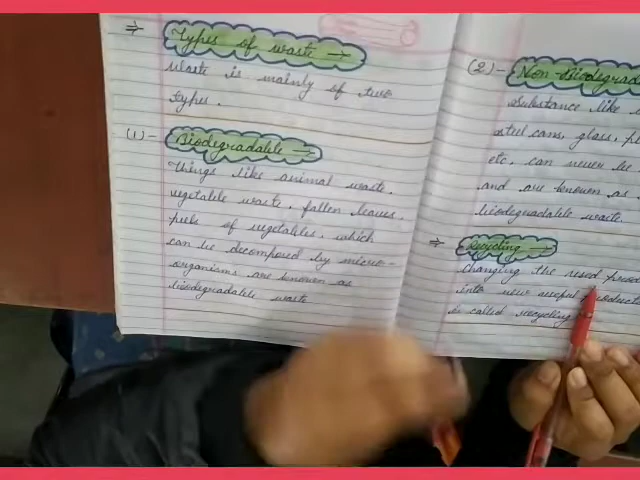 ⇒ Types of waste →
Waste is mainly of two
types.
(1) - Biodegradable →
Things like animal waste,
vegetable waste, fallen leaves,
peels of vegetables, which
can be decomposed by micro-
organisms are known as
biodegradable waste
(2) - Non-Biodegrad
Substance like
steel cans, glass, pl
etc. can never be
and are known as
biodegradable waste.
⇒ Recycling →
changing the used prod
into new useful products
is called recycling